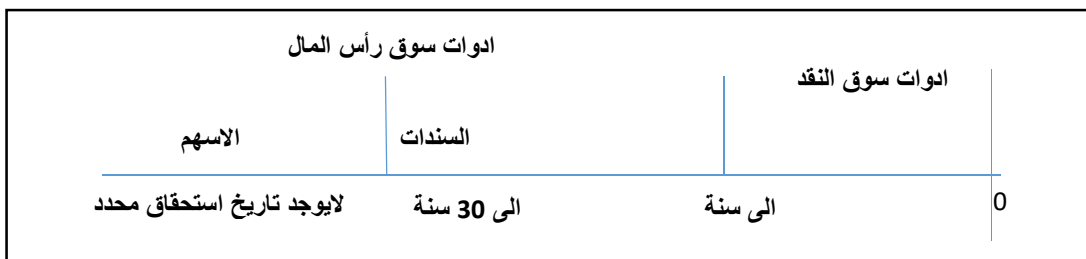 ادوات سوق رأس المال
ادوات سوق النقد
السندات
الاسهم
0
الى سنة
الى 30 سنة
لايوجد تاريخ استحقاق محدد